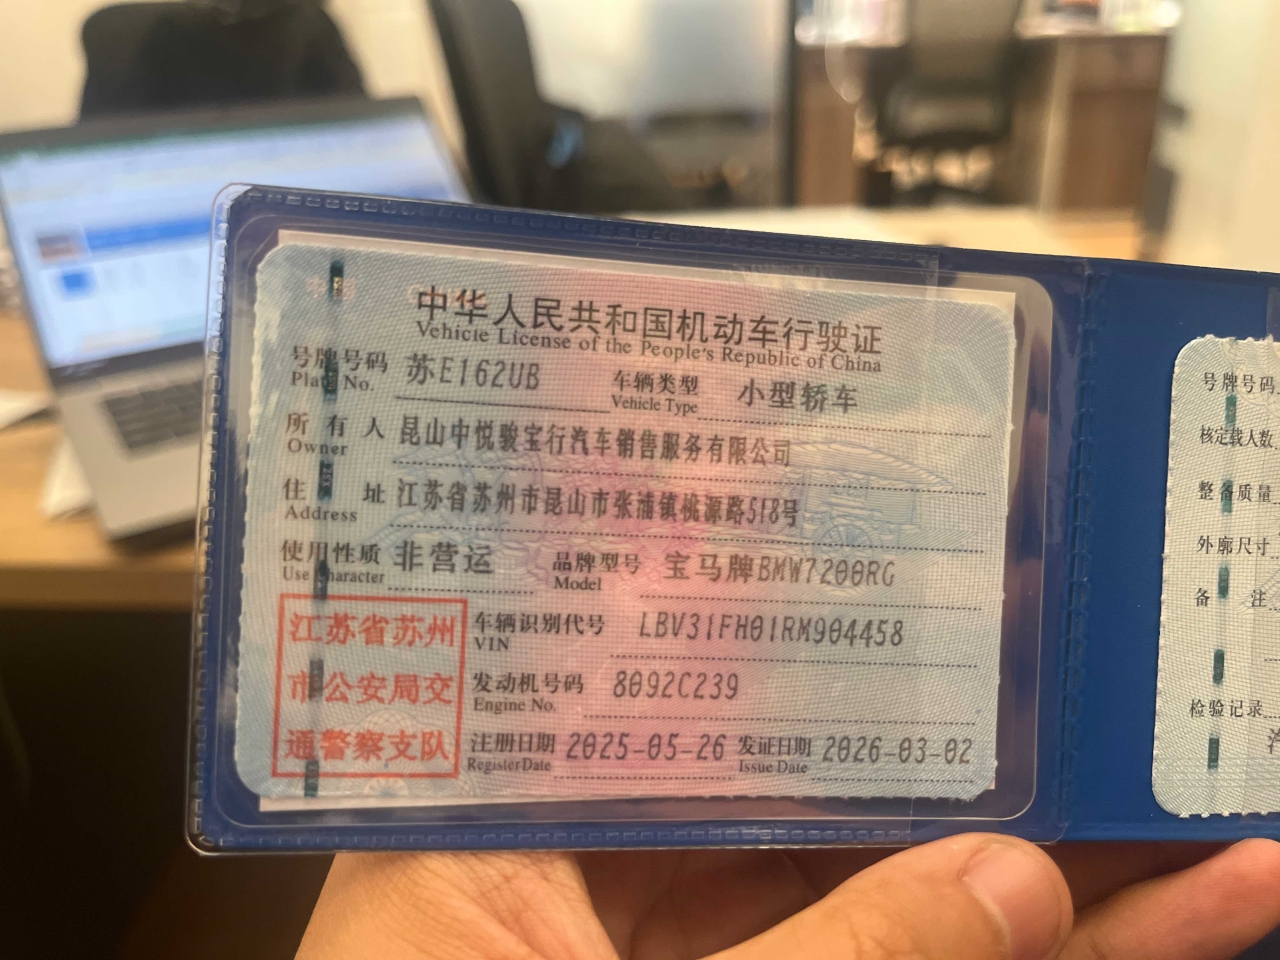 中华人民共和国机动车行驶证
Vehicle License of the People's Republic of China
号牌号码 苏E162UB 车辆类型 小型轿车
Plate No. Vehicle Type
所有人 昆山中悦骏宝行汽车销售服务有限公司
Owner
住址 江苏省苏州市昆山市张浦镇桃源路518号
Address
使用性质 非营运 品牌型号 宝马牌BMW7200RG
Use Character Model
江苏省苏州
市公安局交
通警察支队
车辆识别代号 LBV31FH01RM904458
VIN
发动机号码 8092C239
Engine No.
注册日期 2025-05-26 发证日期 2026-03-02
Register Date Issue Date
号牌号码
核定载人数
整备质量
外廓尺寸
备注
检验记录